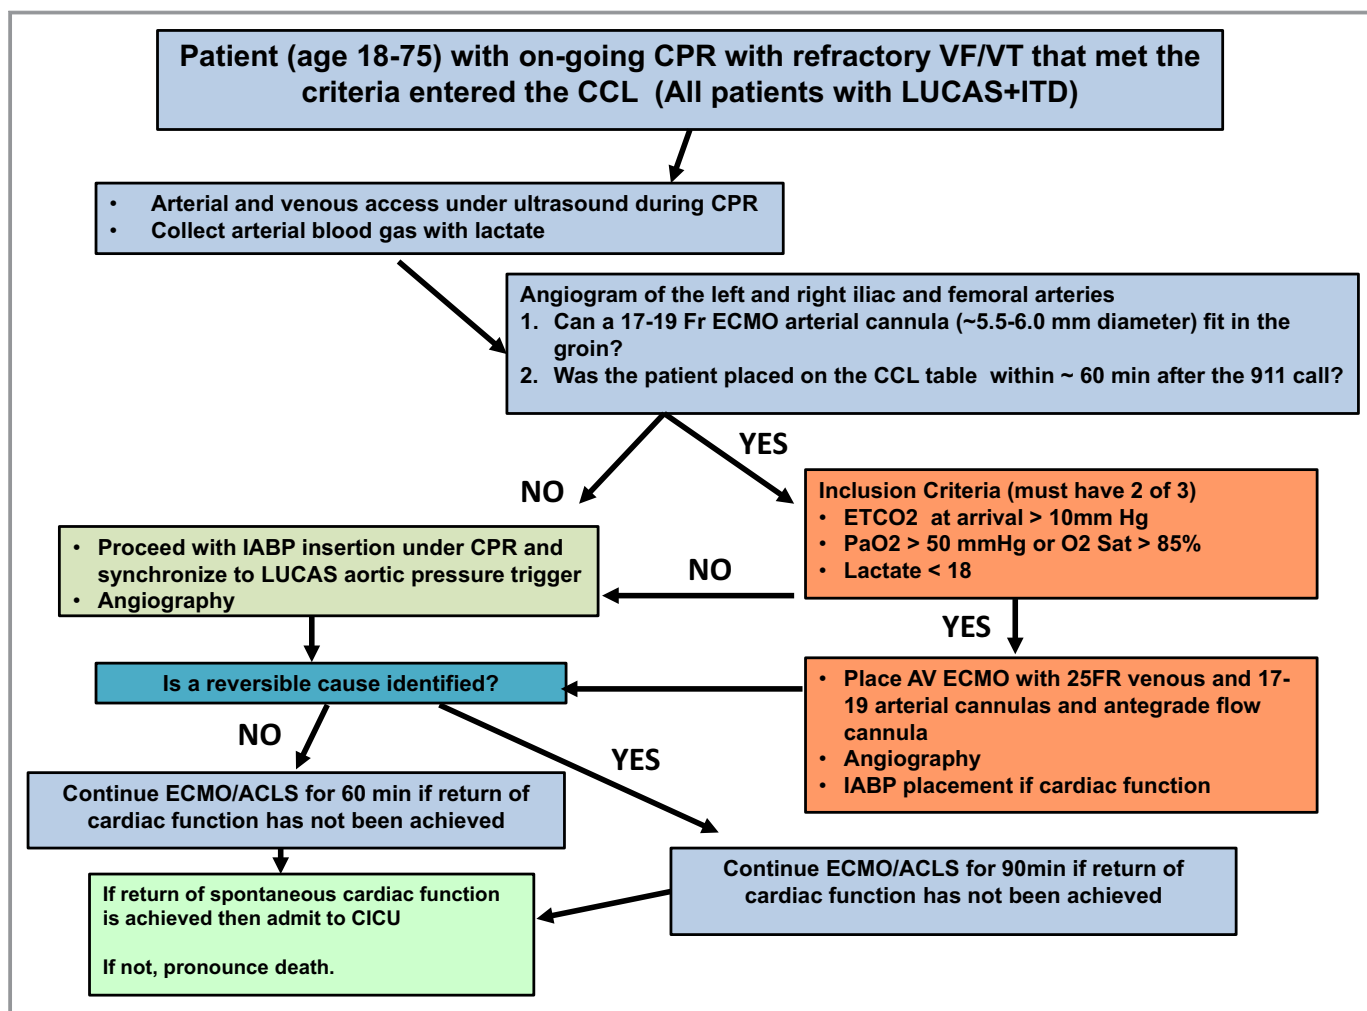 Patient (age 18-75) with on-going CPR with refractory VF/VT that met the
criteria entered the CCL (All patients with LUCAS+ITD)
• Arterial and venous access under ultrasound during CPR
• Collect arterial blood gas with lactate
Angiogram of the left and right iliac and femoral arteries
1. Can a 17-19 Fr ECMO arterial cannula (~5.5-6.0 mm diameter) fit in the
groin?
2. Was the patient placed on the CCL table within ~ 60 min after the 911 call?
YES
NO
Inclusion Criteria (must have 2 of 3)
• ETCO2 at arrival > 10mm Hg
• PaO2 > 50 mmHg or O2 Sat > 85%
• Lactate < 18
• Proceed with IABP insertion under CPR and
synchronize to LUCAS aortic pressure trigger
• Angiography
NO
YES
Is a reversible cause identified?
• Place AV ECMO with 25FR venous and 17-
19 arterial cannulas and antegrade flow
cannula
• Angiography
• IABP placement if cardiac function
NO
YES
Continue ECMO/ACLS for 60 min if return of
cardiac function has not been achieved
Continue ECMO/ACLS for 90min if return of
cardiac function has not been achieved
If return of spontaneous cardiac function
is achieved then admit to CICU
If not, pronounce death.